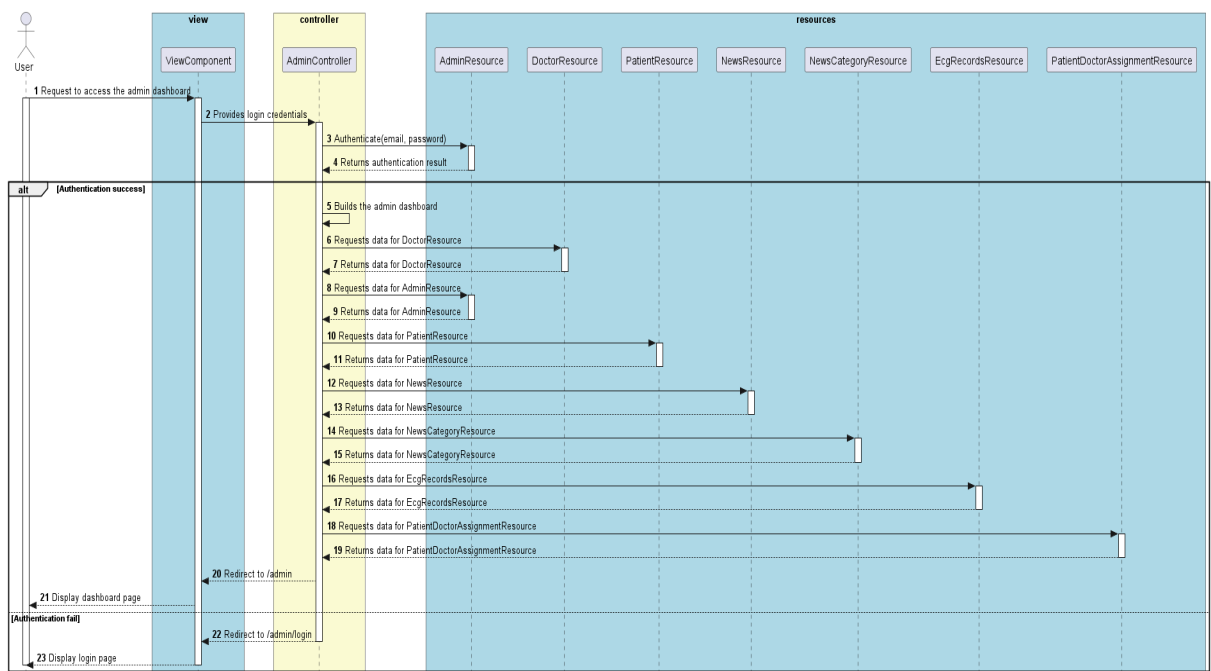 view
controller
resources
User
ViewComponent
AdminController
AdminResource
DoctorResource
PatientResource
NewsResource
NewsCategoryResource
EcgRecordsResource
PatientDoctorAssignmentResource
1 Request to access the admin dashboard
2 Provides login credentials
3 Authenticate(email, password)
4 Returns authentication result
alt
[Authentication success]
5 Builds the admin dashboard
6 Requests data for DoctorResource
7 Returns data for DoctorResource
8 Requests data for AdminResource
9 Returns data for AdminResource
10 Requests data for PatientResource
11 Returns data for PatientResource
12 Requests data for NewsResource
13 Returns data for NewsResource
14 Requests data for NewsCategoryResource
15 Returns data for NewsCategoryResource
16 Requests data for EcgRecordsResource
17 Returns data for EcgRecordsResource
18 Requests data for PatientDoctorAssignmentResource
19 Returns data for PatientDoctorAssignmentResource
20 Redirect to /admin
21 Display dashboard page
[Authentication fail]
22 Redirect to /admin/login
23 Display login page